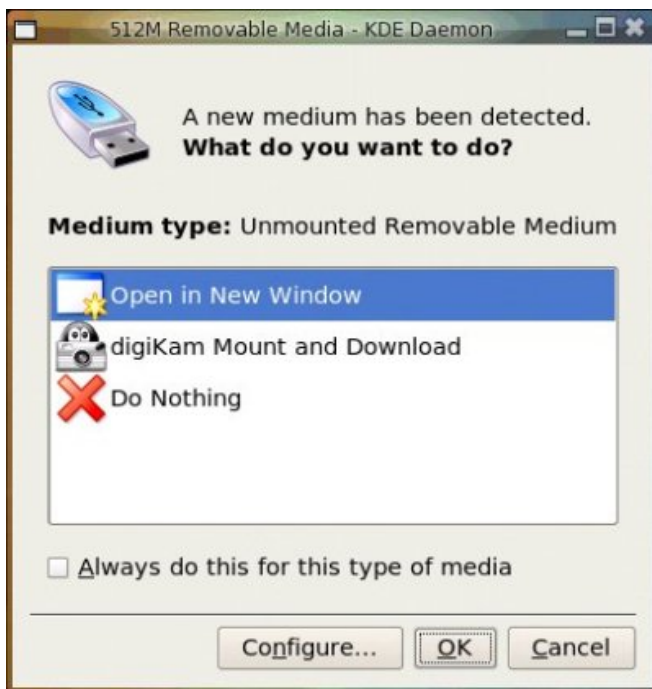 512M Removable Media - KDE Daemon
A new medium has been detected.
What do you want to do?
Medium type: Unmounted Removable Medium
Open in New Window
digiKam Mount and Download
Do Nothing
Always do this for this type of media
Configure...
OK
Cancel